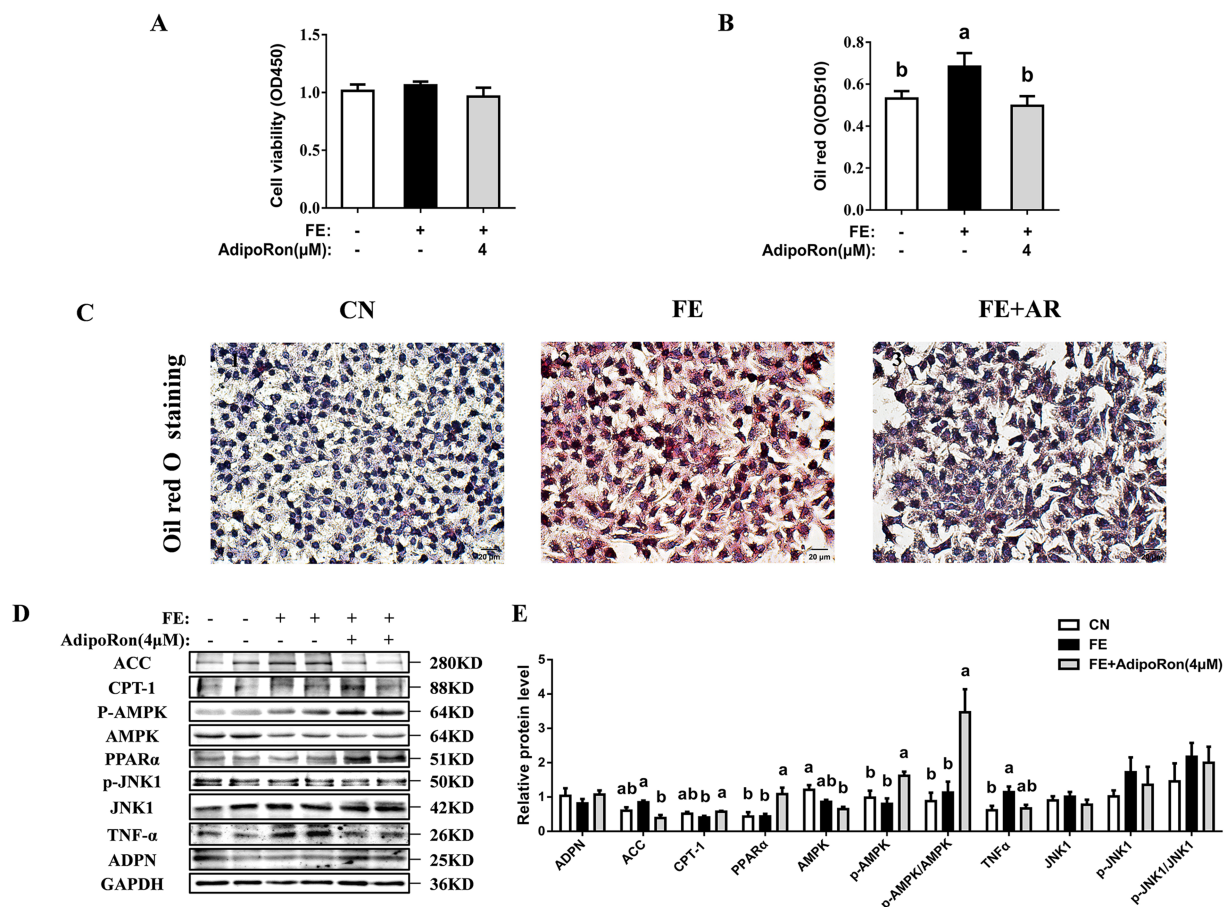 A
Cell viability (OD450)
1.5
1.0
0.5
0.0
FE: - + +
AdipoRon(μM): - - 4
B
Oil red O(OD510)
0.8
0.6
0.4
0.2
0.0
b a b
FE: - + +
AdipoRon(μM): - - 4
C
CN FE FE+AR
Oil red O staining
1 2 3
20 μm 20 μm 20 μm
D
FE: - - + + + +
AdipoRon(4μM): - - - - + +
ACC 280KD
CPT-1 88KD
P-AMPK 64KD
AMPK 64KD
PPARα 51KD
p-JNK1 50KD
JNK1 42KD
TNF-α 26KD
ADPN 25KD
GAPDH 36KD
E
CN
FE
FE+AdipoRon(4μM)
Relative protein level
5
4
3
2
1
0
ab a b
ab b a
b b a
a ab b
b b a
b b a
b a ab
ADPN
ACC
CPT-1
PPARα
AMPK
p-AMPK
p-AMPK/AMPK
TNFα
JNK1
p-JNK1
p-JNK1/JNK1